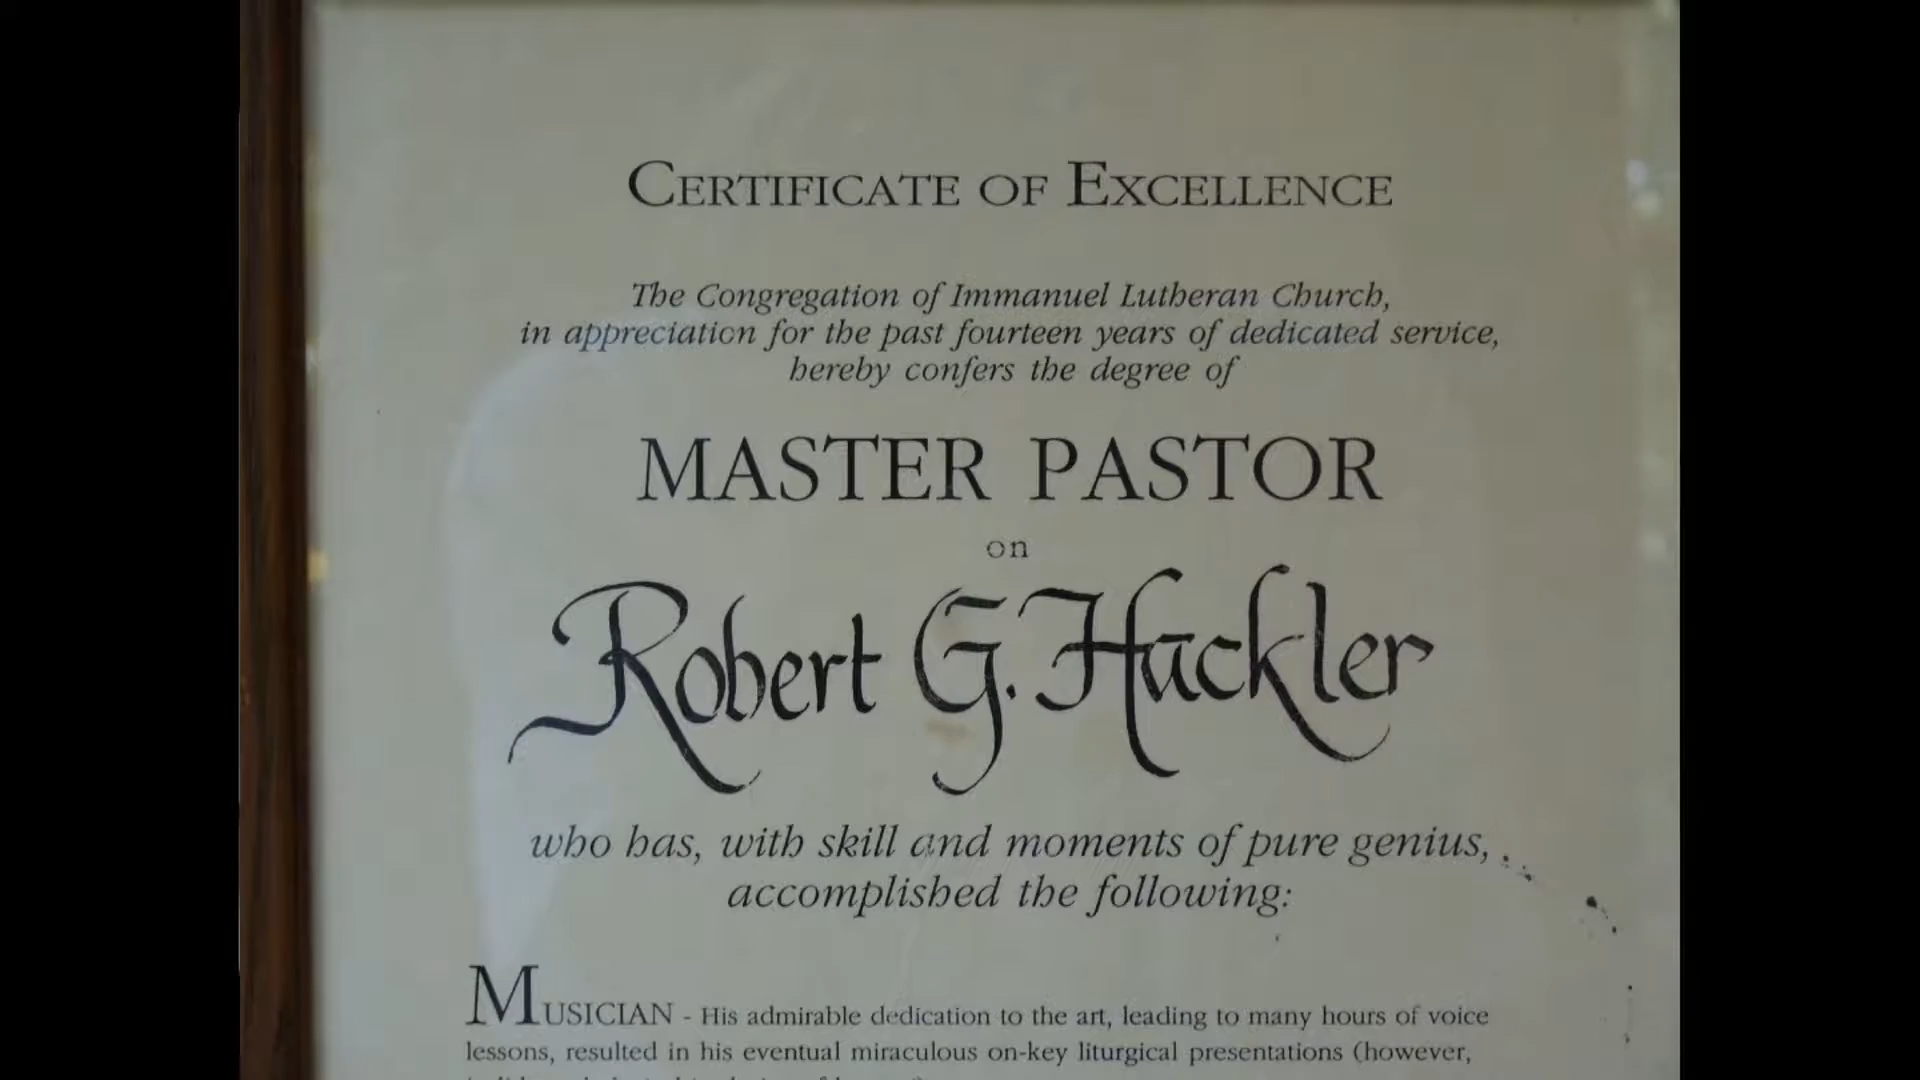 CERTIFICATE OF EXCELLENCE
The Congregation of Immanuel Lutheran Church,
in appreciation for the past fourteen years of dedicated service,
hereby confers the degree of
MASTER PASTOR
on
Robert G. Hackler
who has, with skill and moments of pure genius,
accomplished the following:
MUSICIAN - His admirable dedication to the art, leading to many hours of voice
lessons, resulted in his eventual miraculous on-key liturgical presentations (however,